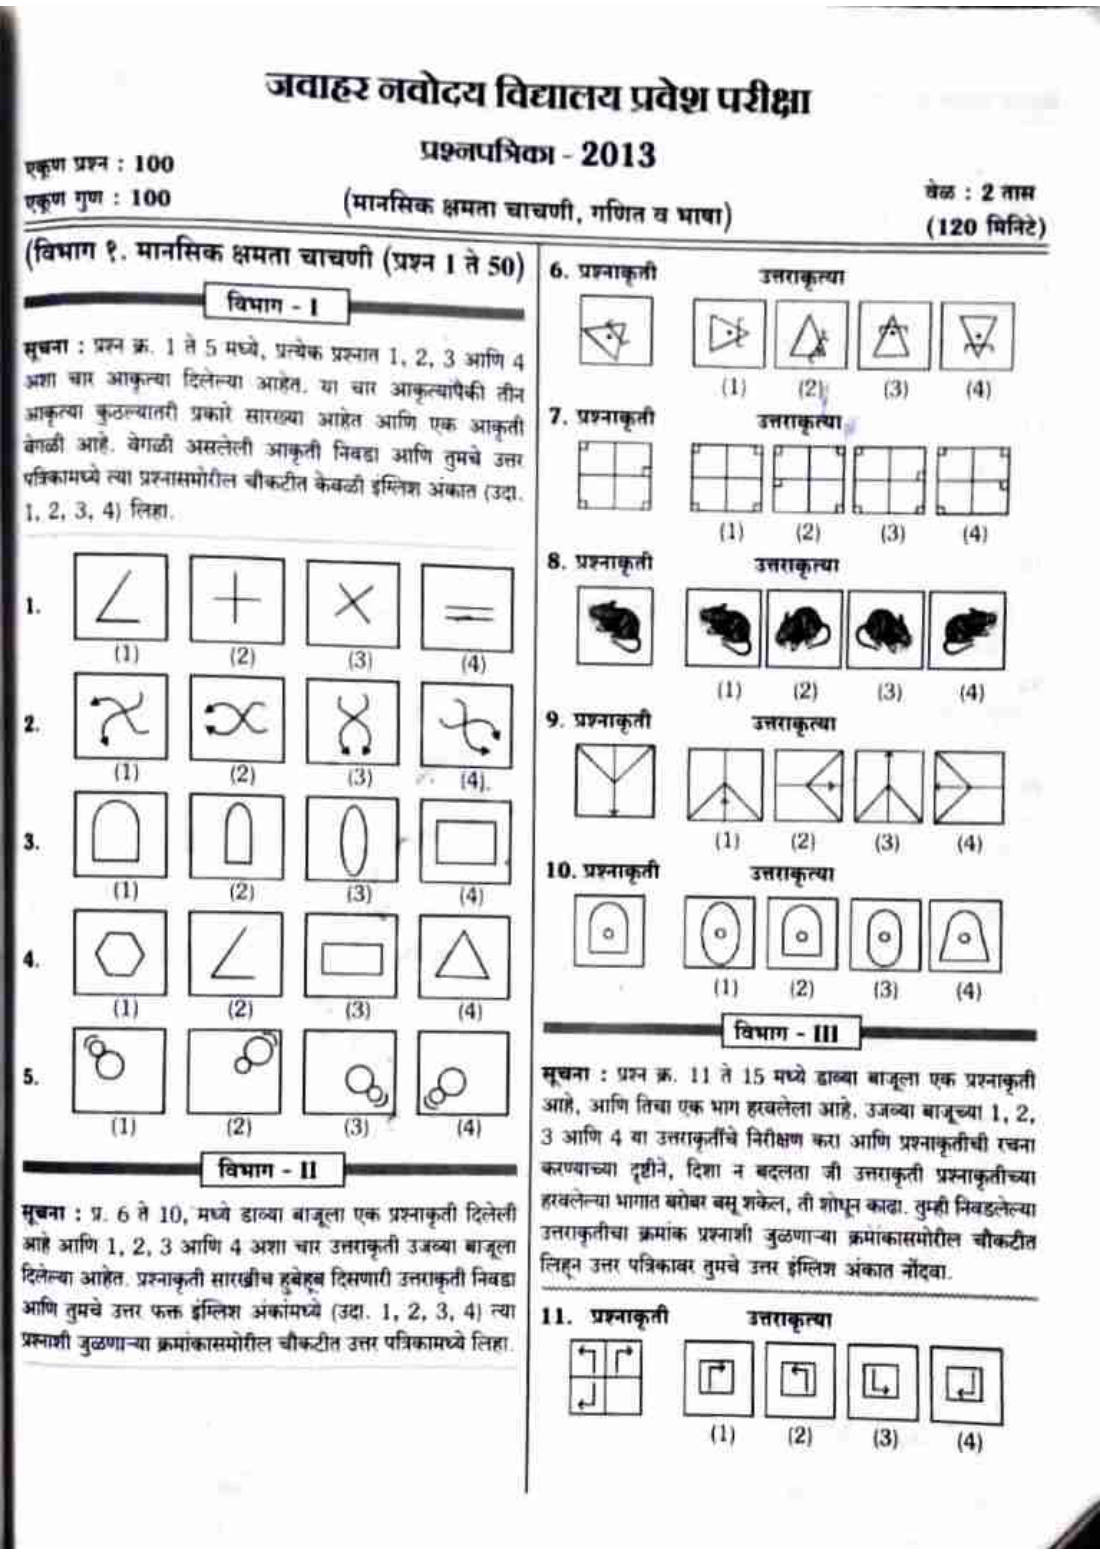 जवाहर नवोदय विद्यालय प्रवेश परीक्षा
प्रश्नपत्रिका - 2013
एकूण प्रश्न : 100
एकूण गुण : 100
(मानसिक क्षमता चाचणी, गणित व भाषा)
वेळ : 2 तास
(120 मिनिटे)
(विभाग १. मानसिक क्षमता चाचणी (प्रश्न 1 ते 50)
विभाग - I
सूचना : प्रश्न क्र. 1 ते 5 मध्ये, प्रत्येक प्रश्नात 1, 2, 3 आणि 4
अशा चार आकृत्या दिलेल्या आहेत. या चार आकृत्यांपैकी तीन
आकृत्या कुठल्यातरी प्रकारे सारख्या आहेत आणि एक आकृती
वेगळी आहे. वेगळी असलेली आकृती निवडा आणि तुमचे उत्तर
पत्रिकामध्ये त्या प्रश्नासमोरील चौकटीत केवळी इंग्लिश अंकात (उदा.
1, 2, 3, 4) लिहा.
1.
(1) (2) (3) (4)
2.
(1) (2) (3) (4).
3.
(1) (2) (3) (4)
4.
(1) (2) (3) (4)
5.
(1) (2) (3) (4)
विभाग - II
सूचना : प्र. 6 ते 10, मध्ये डाव्या बाजूला एक प्रश्नाकृती दिलेली
आहे आणि 1, 2, 3 आणि 4 अशा चार उत्तराकृती उजव्या बाजूला
दिलेल्या आहेत. प्रश्नाकृती सारखीच हुबेहूब दिसणारी उत्तराकृती निवडा
आणि तुमचे उत्तर फक्त इंग्लिश अंकांमध्ये (उदा. 1, 2, 3, 4) त्या
प्रश्नाशी जुळणाऱ्या क्रमांकासमोरील चौकटीत उत्तर पत्रिकामध्ये लिहा.
6. प्रश्नाकृती उत्तराकृत्या
(1) (2) (3) (4)
7. प्रश्नाकृती उत्तराकृत्या
(1) (2) (3) (4)
8. प्रश्नाकृती उत्तराकृत्या
(1) (2) (3) (4)
9. प्रश्नाकृती उत्तराकृत्या
(1) (2) (3) (4)
10. प्रश्नाकृती उत्तराकृत्या
(1) (2) (3) (4)
विभाग - III
सूचना : प्रश्न क्र. 11 ते 15 मध्ये डाव्या बाजूला एक प्रश्नाकृती
आहे, आणि तिचा एक भाग हरवलेला आहे. उजव्या बाजूच्या 1, 2,
3 आणि 4 या उत्तराकृतींचे निरीक्षण करा आणि प्रश्नाकृतीची रचना
करण्याच्या दृष्टीने, दिशा न बदलता जी उत्तराकृती प्रश्नाकृतीच्या
हरवलेल्या भागात बरोबर बसू शकेल, ती शोधून काढा. तुम्ही निवडलेल्या
उत्तराकृतीचा क्रमांक प्रश्नाशी जुळणाऱ्या क्रमांकासमोरील चौकटीत
लिहून उत्तर पत्रिकावर तुमचे उत्तर इंग्लिश अंकात नोंदवा.
11. प्रश्नाकृती उत्तराकृत्या
(1) (2) (3) (4)